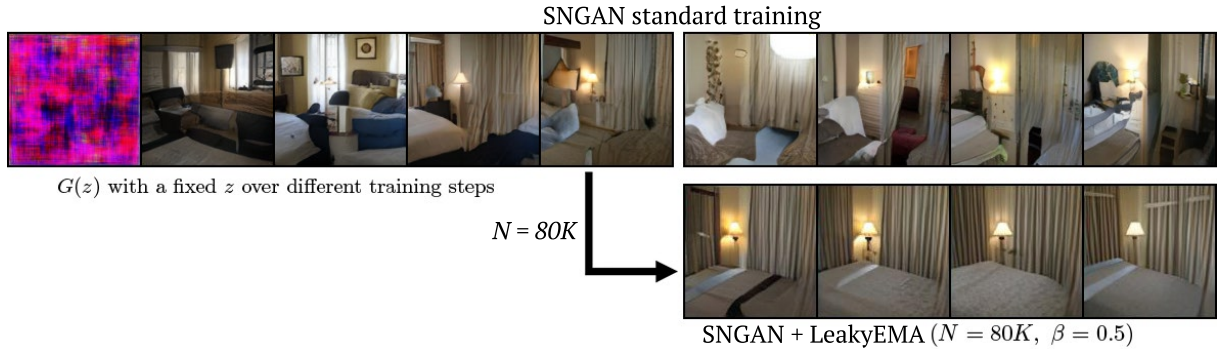 SNGAN standard training
G(z) with a fixed z over different training steps
N = 80K
SNGAN + LeakyEMA (N = 80K, β = 0.5)